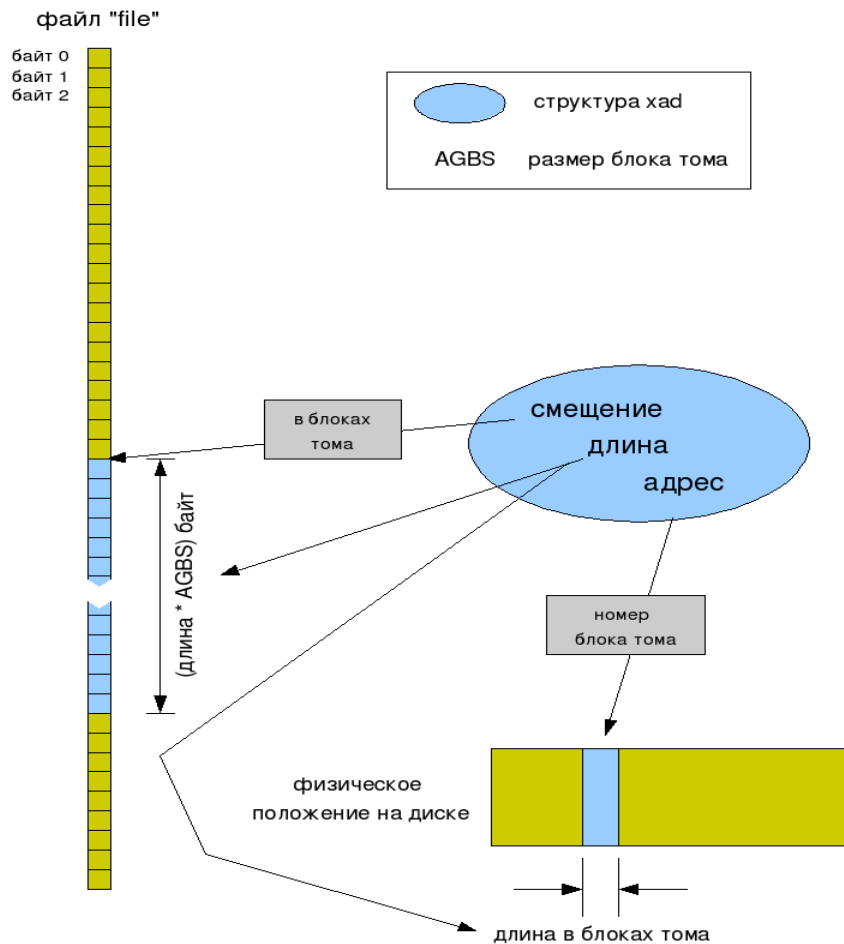 файл "file"
байт 0
байт 1
байт 2
структура xad
AGBS размер блока тома
в блоках
тома
смещение
длина
адрес
(длина * AGBS) байт
номер
блока тома
физическое
положение на диске
длина в блоках тома